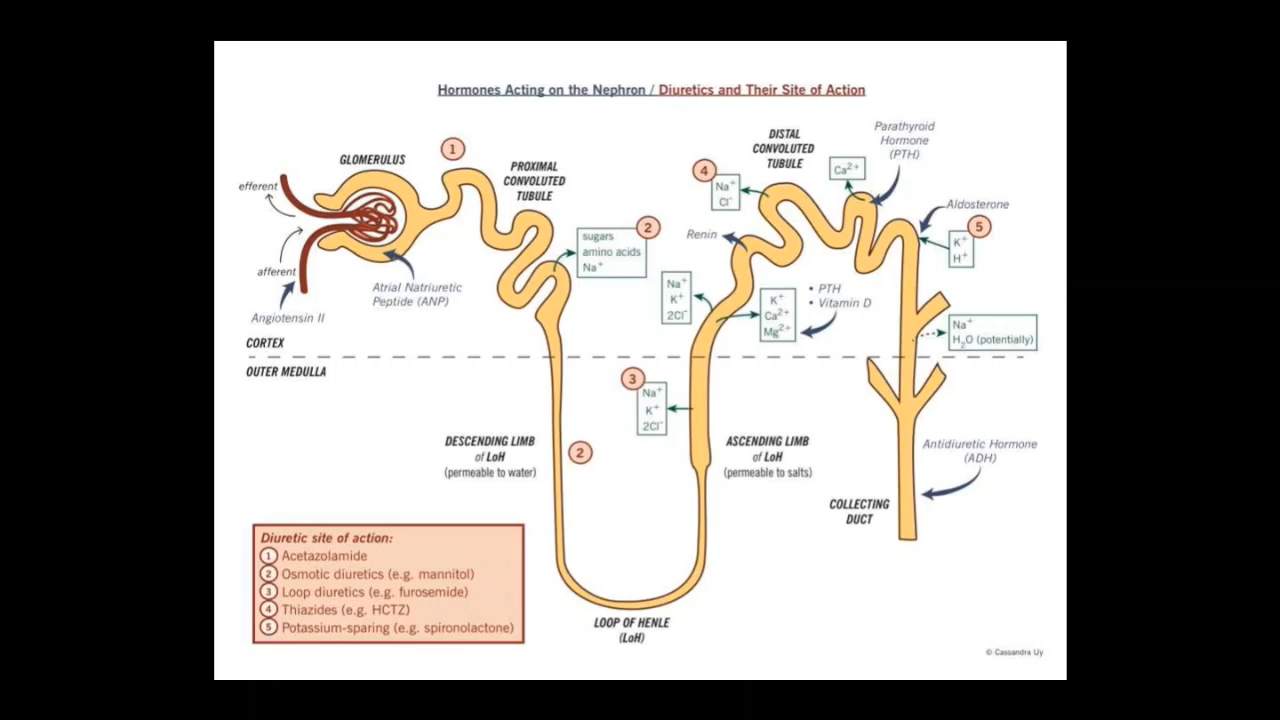 Hormones Acting on the Nephron / Diuretics and Their Site of Action
GLOMERULUS
efferent
afferent
Angiotensin II
Atrial Natriuretic
Peptide (ANP)
CORTEX
OUTER MEDULLA
1
PROXIMAL
CONVOLUTED
TUBULE
2
sugars
amino acids
Na⁺
DESCENDING LIMB
of LoH
(permeable to water)
2
LOOP OF HENLE
(LoH)
3
Na⁺
K⁺
2Cl⁻
ASCENDING LIMB
of LoH
(permeable to salts)
Na⁺
K⁺
2Cl⁻
K⁺
Ca²⁺
Mg²⁺
• PTH
• Vitamin D
Renin
4
Na⁺
Cl⁻
DISTAL
CONVOLUTED
TUBULE
Ca²⁺
Parathyroid
Hormone
(PTH)
Aldosterone
5
K⁺
H⁺
Na⁺
H₂O (potentially)
Antidiuretic Hormone
(ADH)
COLLECTING
DUCT
Diuretic site of action:
1 Acetazolamide
2 Osmotic diuretics (e.g. mannitol)
3 Loop diuretics (e.g. furosemide)
4 Thiazides (e.g. HCTZ)
5 Potassium-sparing (e.g. spironolactone)
© Cassandra Uy